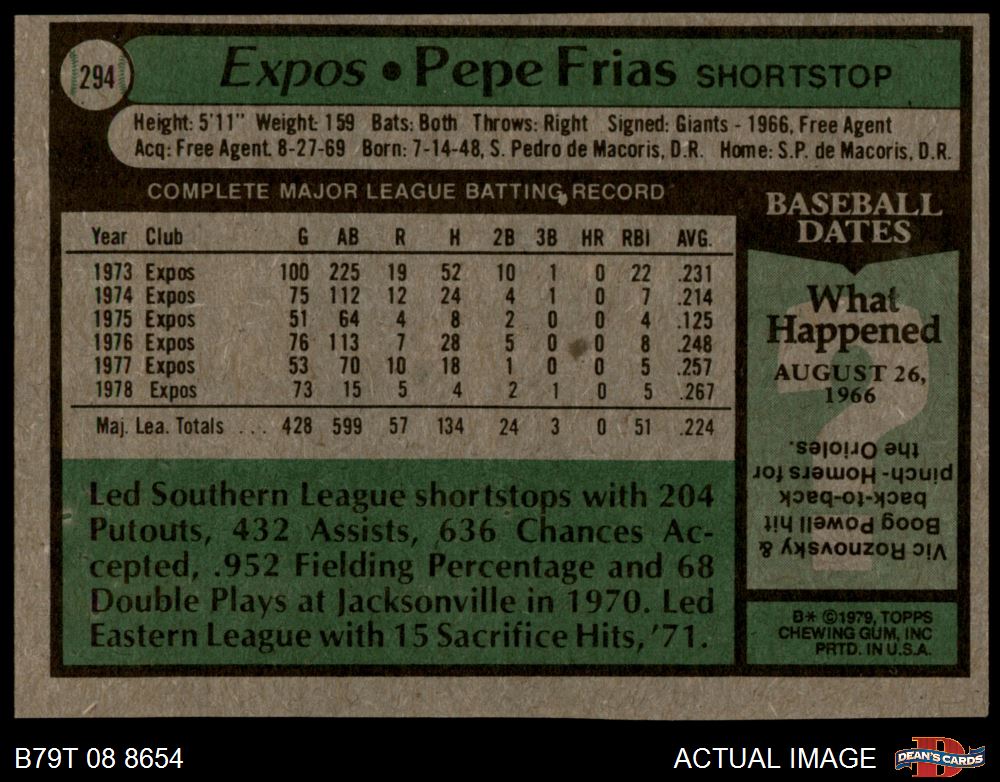 294
Expos • Pepe Frias SHORTSTOP
Height: 5'11" Weight: 159 Bats: Both Throws: Right Signed: Giants - 1966, Free Agent
Acq: Free Agent. 8-27-69 Born: 7-14-48, S. Pedro de Macoris, D.R. Home: S.P. de Macoris, D.R.
COMPLETE MAJOR LEAGUE BATTING RECORD
Year Club G AB R H 2B 3B HR RBI AVG.
1973 Expos 100 225 19 52 10 1 0 22 .231
1974 Expos 75 112 12 24 4 1 0 7 .214
1975 Expos 51 64 4 8 2 0 0 4 .125
1976 Expos 76 113 7 28 5 0 0 8 .248
1977 Expos 53 70 10 18 1 0 0 5 .257
1978 Expos 73 15 5 4 2 1 0 5 .267
Maj. Lea. Totals ... 428 599 57 134 24 3 0 51 .224
Led Southern League shortstops with 204
Putouts, 432 Assists, 636 Chances Ac-
cepted, .952 Fielding Percentage and 68
Double Plays at Jacksonville in 1970. Led
Eastern League with 15 Sacrifice Hits, '71.
BASEBALL
DATES
What
Happened
AUGUST 26,
1966
Vic Roznovsky &
Boog Powell hit
back-to-back
pinch-Homers for
the Orioles.
B* ©1979, TOPPS
CHEWING GUM, INC
PRTD. IN U.S.A.
B79T 08 8654
ACTUAL IMAGE
D
DEAN'S CARDS